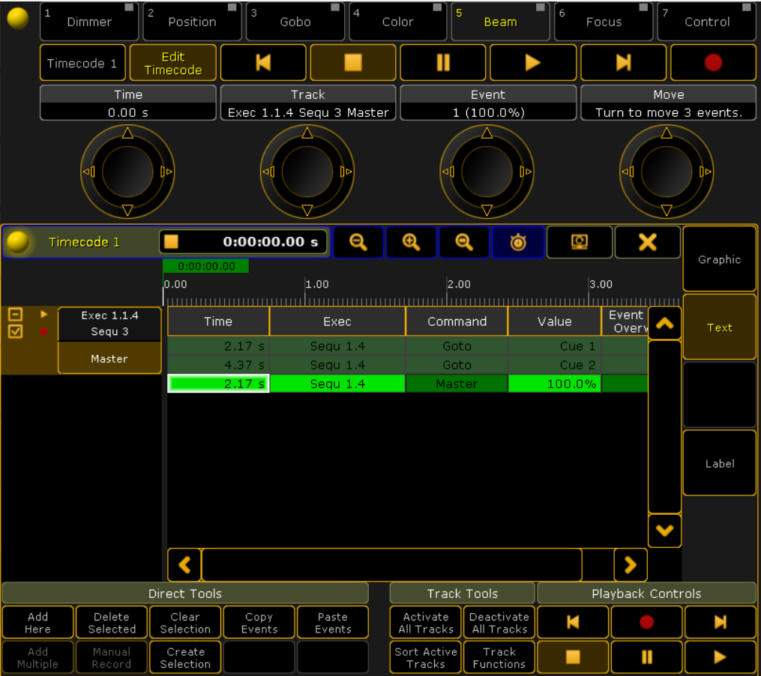 1 Dimmer
2 Position
3 Gobo
4 Color
5 Beam
6 Focus
7 Control
Timecode 1
Edit
Timecode
Time
0.00 s
Track
Exec 1.1.4 Sequ 3 Master
Event
1 (100.0%)
Move
Turn to move 3 events.
Timecode 1
0:00:00.00 s
Graphic
0:00:00.00
0.00
1.00
2.00
3.00
Exec 1.1.4
Sequ 3
Master
Time Exec Command Value Event
Overv
2.17 s Sequ 1.4 Goto Cue 1
4.37 s Sequ 1.4 Goto Cue 2
2.17 s Sequ 1.4 Master 100.0%
Text
Label
Direct Tools
Track Tools
Playback Controls
Add
Here
Delete
Selected
Clear
Selection
Copy
Events
Paste
Events
Activate
All Tracks
Deactivate
All Tracks
Add
Multiple
Manual
Record
Create
Selection
Sort Active
Tracks
Track
Functions